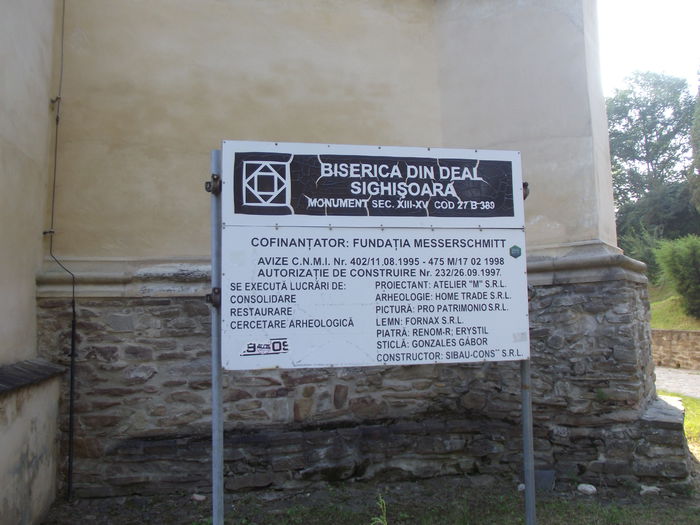 BISERICA DIN DEAL
SIGHIȘOARA
MONUMENT SEC. XIII-XV COD 27 B 389
COFINANȚATOR: FUNDAȚIA MESSERSCHMITT
AVIZE C.N.M.I. Nr. 402/11.08.1995 - 475 M/17 02 1998
AUTORIZAȚIE DE CONSTRUIRE Nr. 232/26.09.1997.
SE EXECUTĂ LUCRĂRI DE:
CONSOLIDARE
RESTAURARE
CERCETARE ARHEOLOGICĂ
PROIECTANT: ATELIER "M" S.R.L.
ARHEOLOGIE: HOME TRADE S.R.L.
PICTURĂ: PRO PATRIMONIO S.R.L.
LEMN: FORNAX S.R.L.
PIATRĂ: RENOM-R; ERYSTIL
STICLĂ: GONZALES GÁBOR
CONSTRUCTOR: SIBAU-CONS" S.R.L.